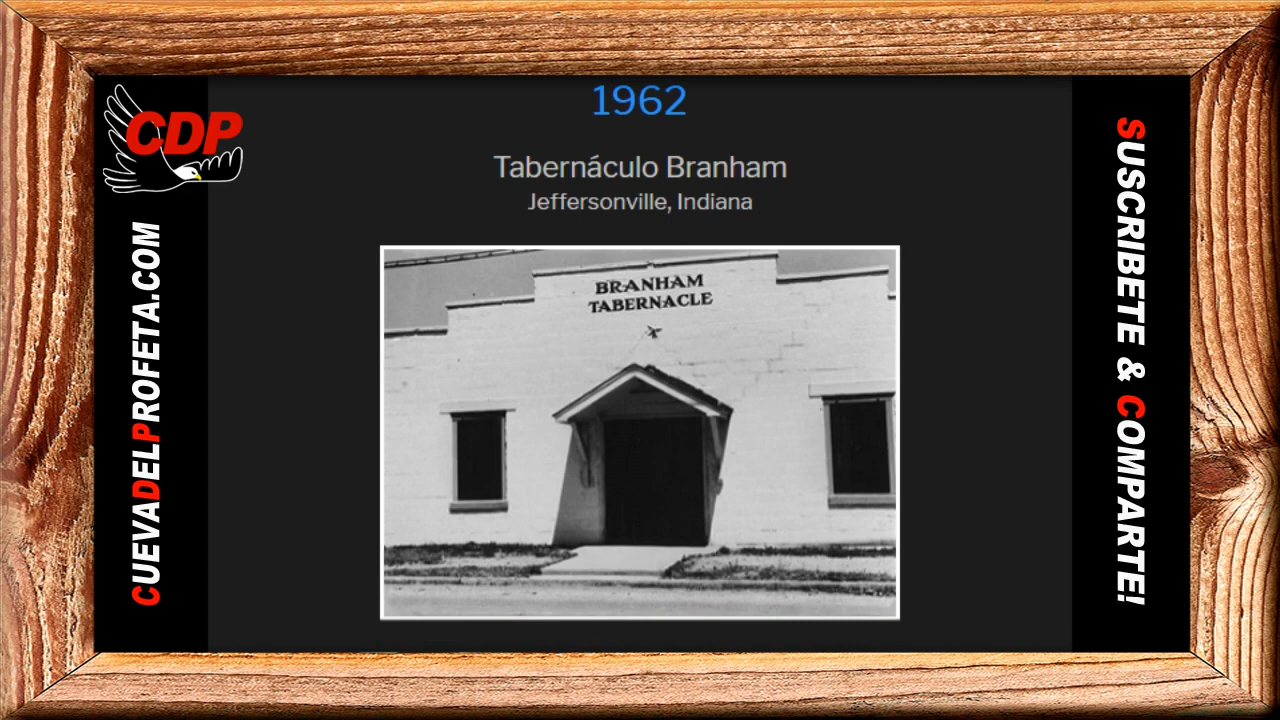 CDP
CUEVADELPROFETA.COM
1962
Tabernáculo Branham
Jeffersonville, Indiana
BRANHAM
TABERNACLE
SUSCRIBETE & COMPARTE!